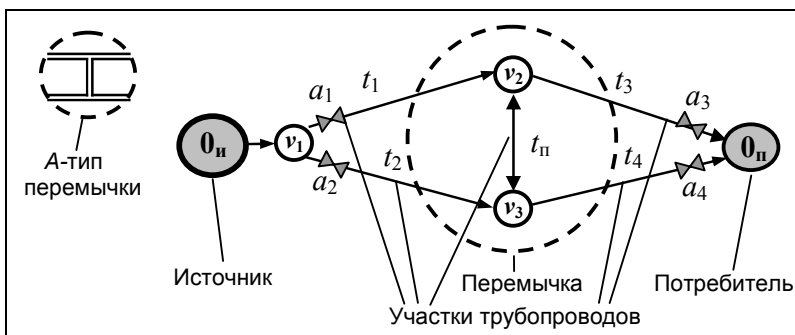 A-тип
перемычки
0и
Источник
v1
a1
t1
a2
t2
v2
tп
v3
t3
a3
t4
a4
0п
Перемычка
Потребитель
Участки трубопроводов